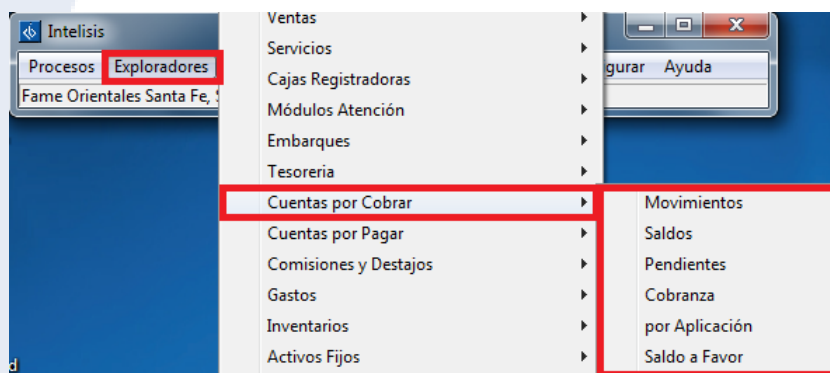 Intelisis
Procesos Exploradores
gurar Ayuda
Fame Orientales Santa Fe,
Ventas
Servicios
Cajas Registradoras
Módulos Atención
Embarques
Tesoreria
Cuentas por Cobrar
Cuentas por Pagar
Comisiones y Destajos
Gastos
Inventarios
Activos Fijos
Movimientos
Saldos
Pendientes
Cobranza
por Aplicación
Saldo a Favor
d